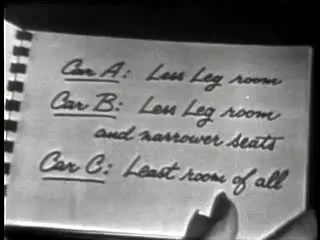 Car A: Less Leg room
Car B: Less Leg room
and narrower seats
Car C: Least room of all